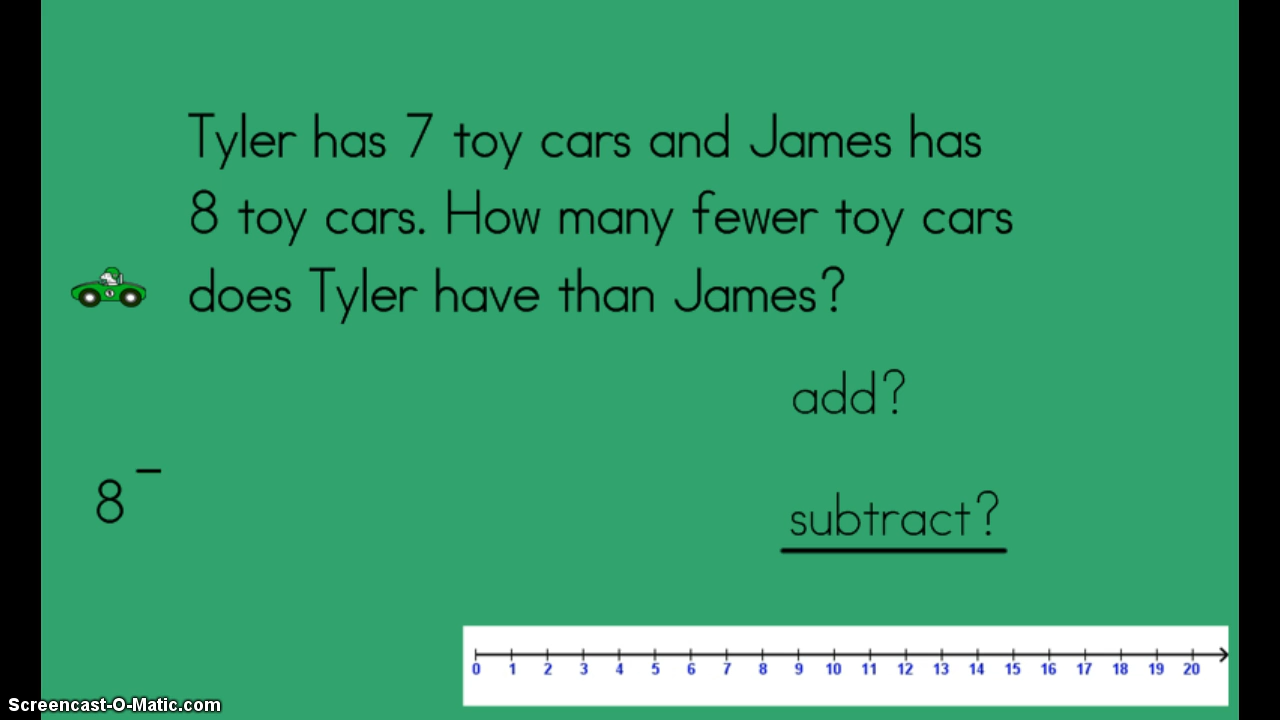 Tyler has 7 toy cars and James has
8 toy cars. How many fewer toy cars
does Tyler have than James?
add?
8 −
subtract?
0 1 2 3 4 5 6 7 8 9 10 11 12 13 14 15 16 17 18 19 20
Screencast-O-Matic.com